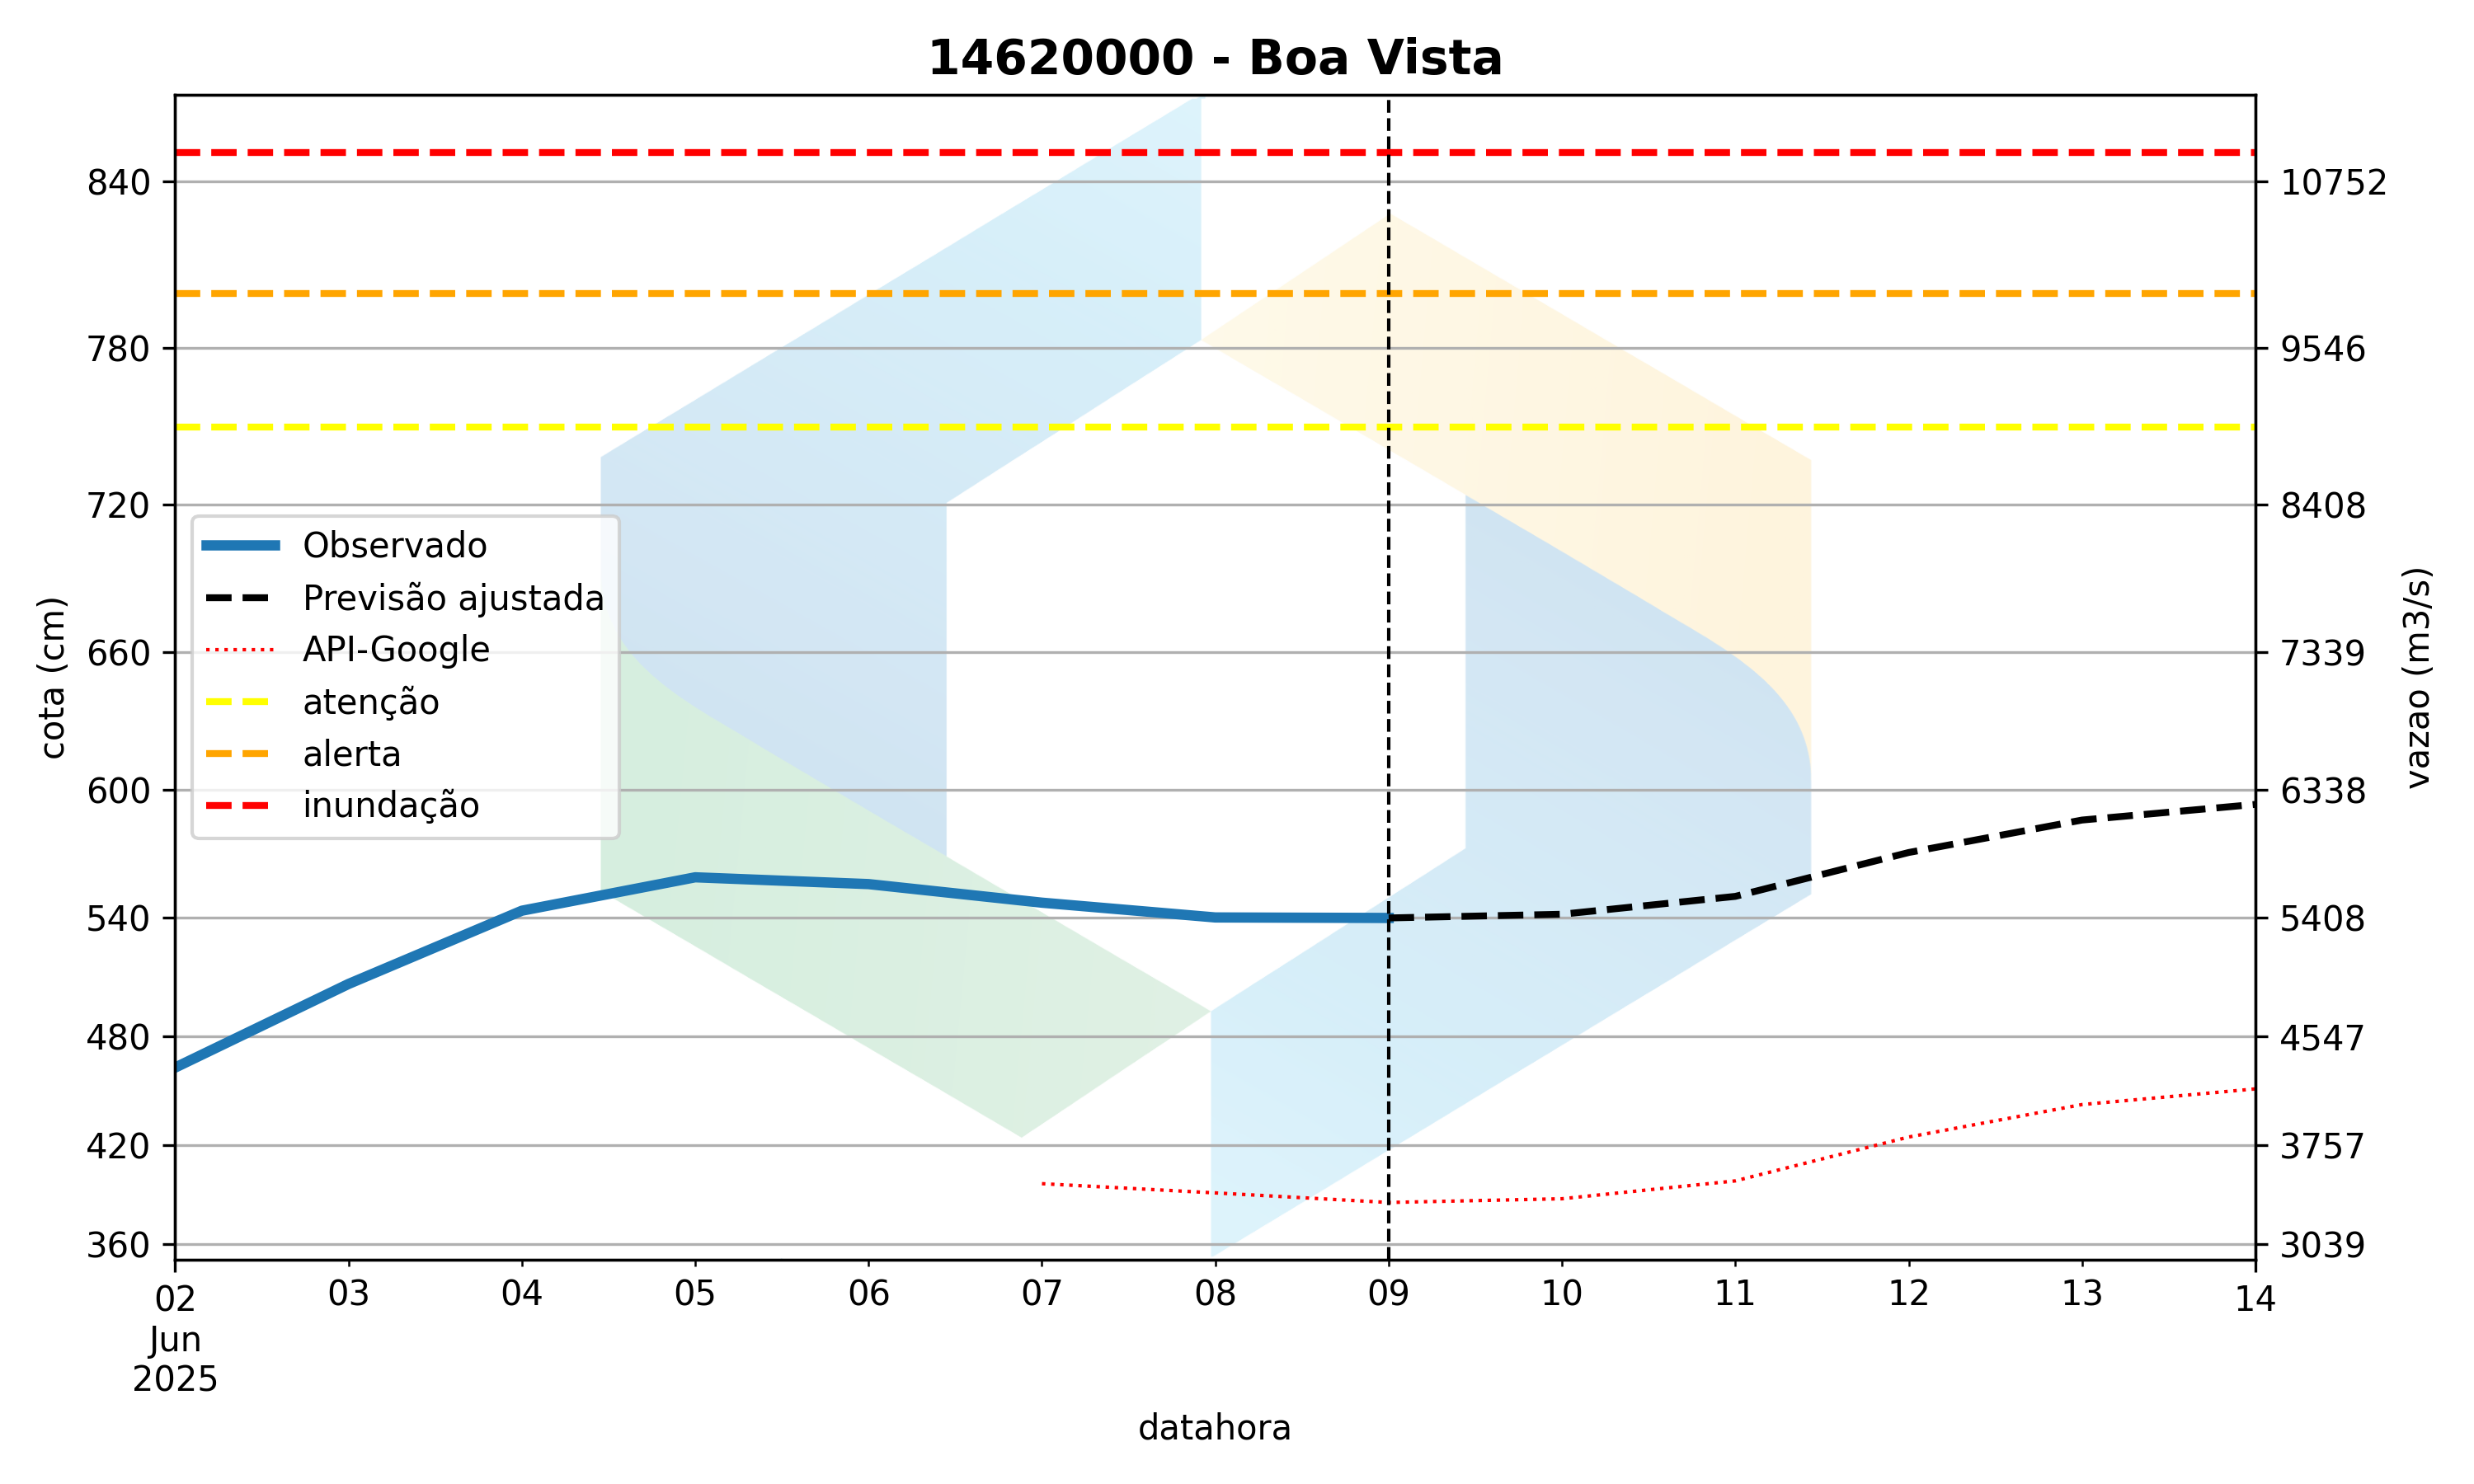 14620000 - Boa Vista
840
780
720
660
600
540
480
420
360
cota (cm)
10752
9546
8408
7339
6338
5408
4547
3757
3039
vazao (m3/s)
Observado
Previsão ajustada
API-Google
atenção
alerta
inundação
02 03 04 05 06 07 08 09 10 11 12 13 14
Jun
2025
datahora